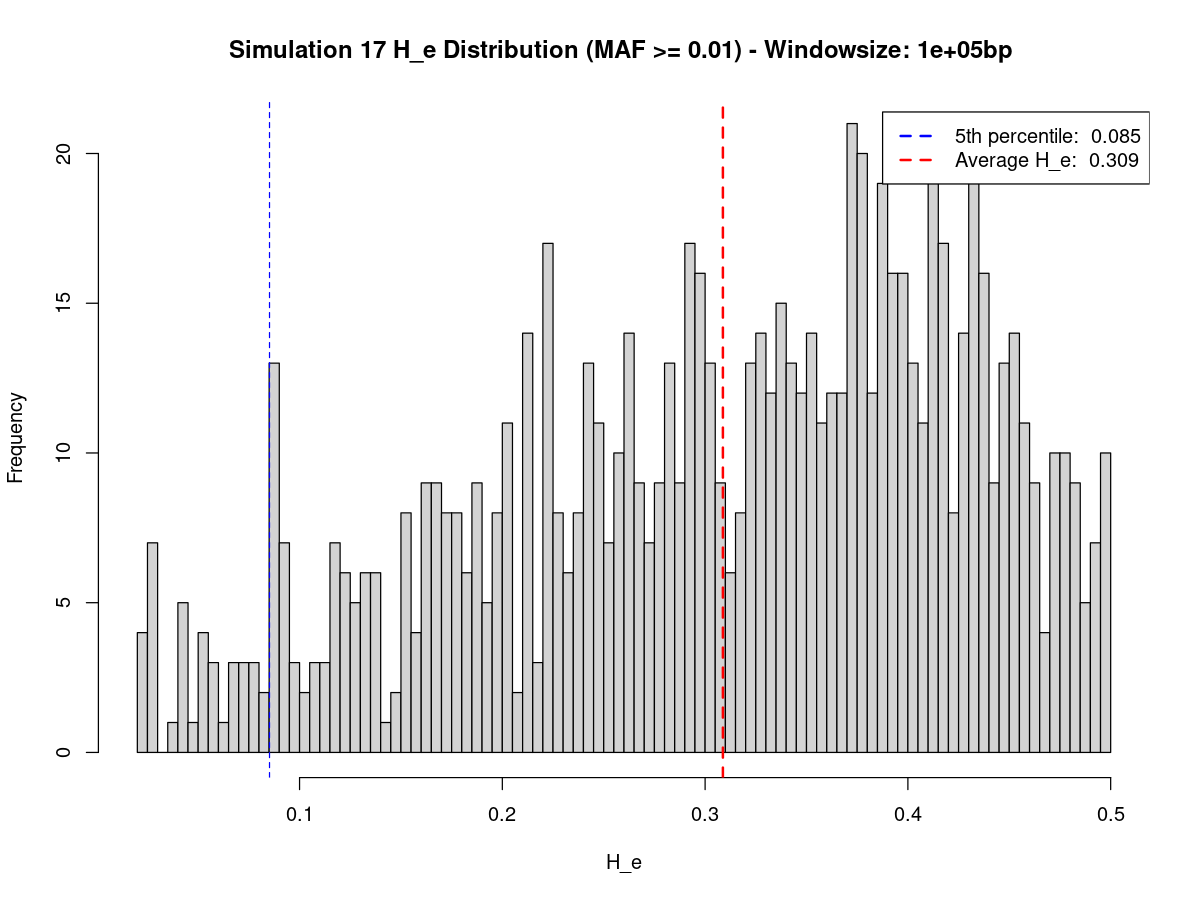 Simulation 17 H_e Distribution (MAF >= 0.01) - Windowsize: 1e+05bp
5th percentile: 0.085
Average H_e: 0.309
Frequency
20
15
10
5
0
0.1 0.2 0.3 0.4 0.5
H_e